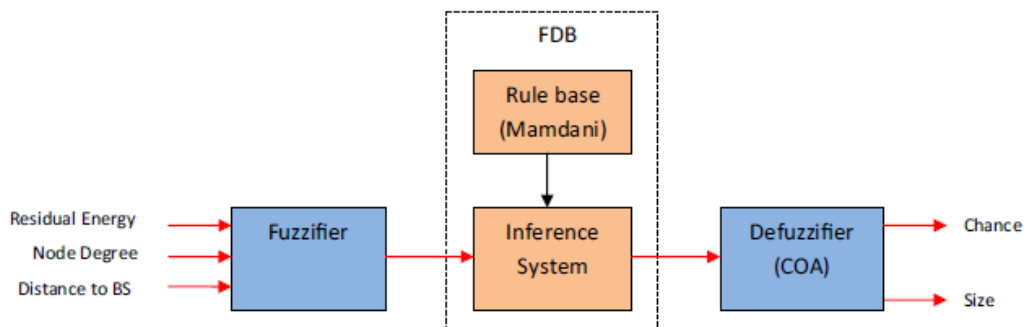 FDB
Rule base
(Mamdani)
Residual Energy
Node Degree
Distance to BS
Fuzzifier
Inference
System
Defuzzifier
(COA)
Chance
Size